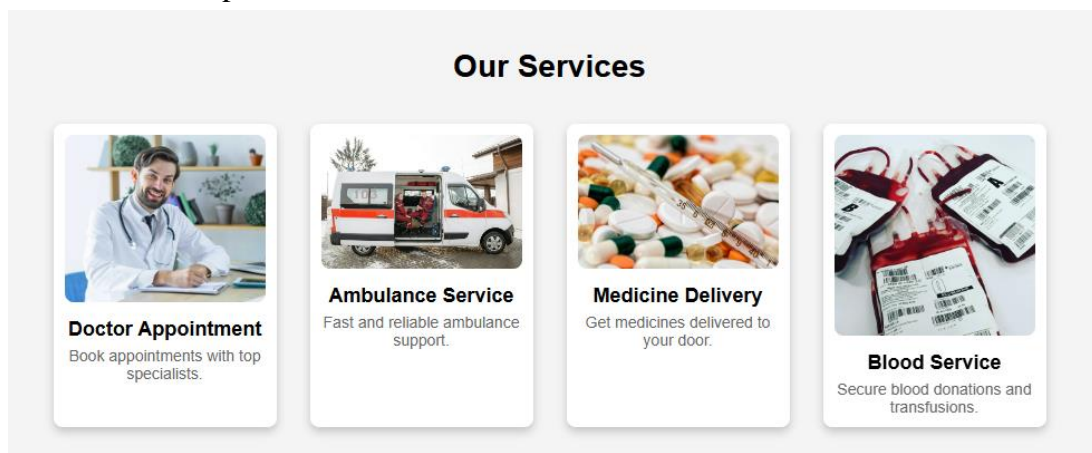 Our Services
Doctor Appointment
Book appointments with top
specialists.
Ambulance Service
Fast and reliable ambulance
support.
Medicine Delivery
Get medicines delivered to
your door.
Blood Service
Secure blood donations and
transfusions.